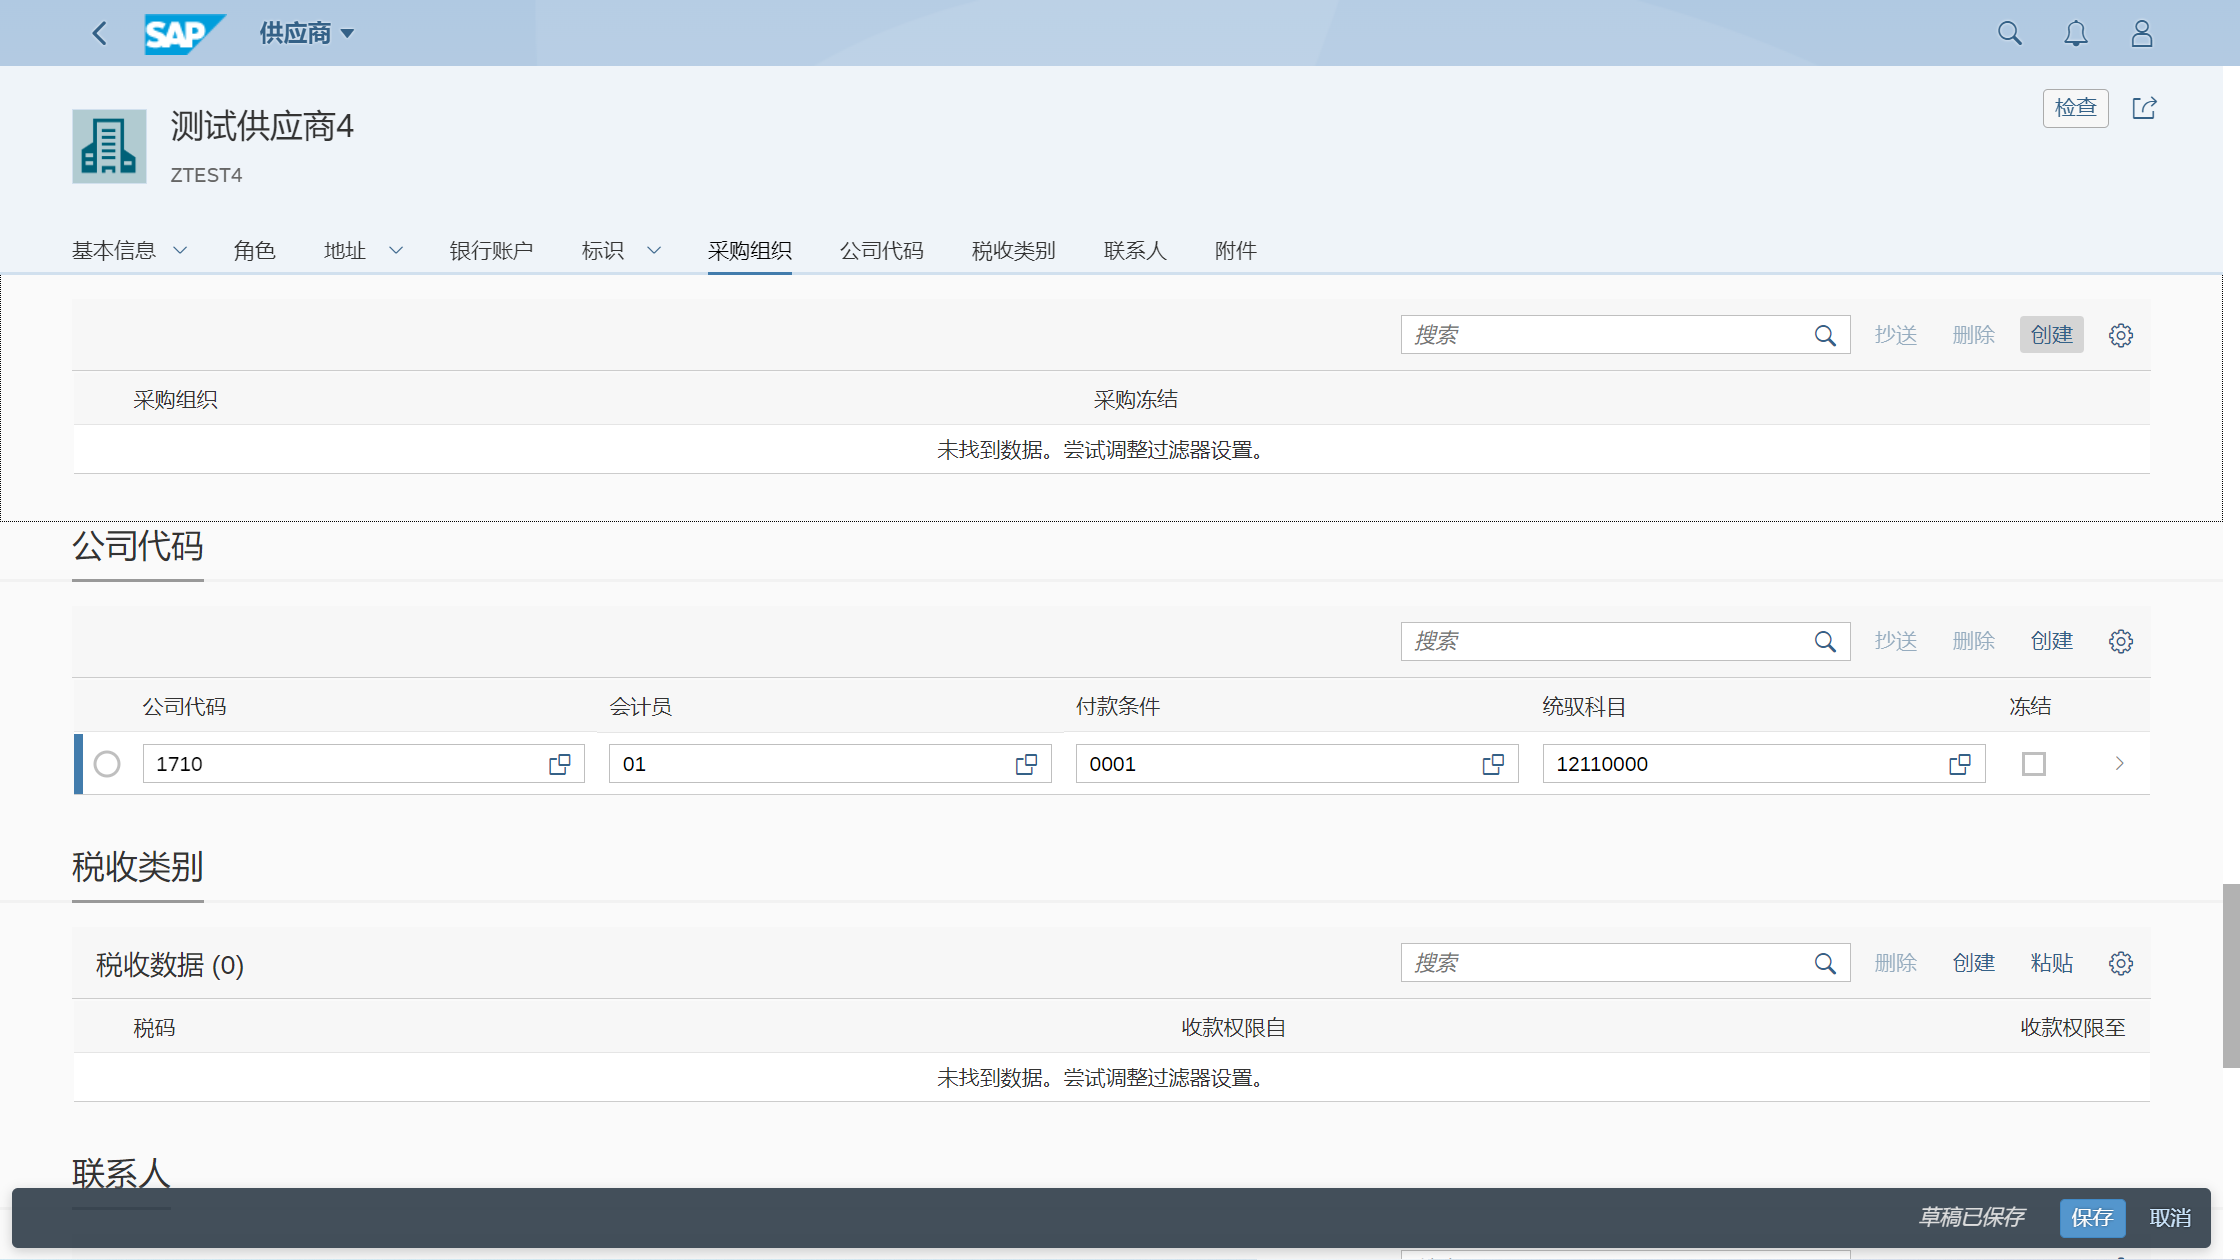 SAP 供应商
检查
测试供应商4
ZTEST4
基本信息 角色 地址 银行账户 标识 采购组织 公司代码 税收类别 联系人 附件
搜索 抄送 删除 创建
采购组织 采购冻结
未找到数据。尝试调整过滤器设置。
公司代码
搜索 抄送 删除 创建
公司代码 会计员 付款条件 统驭科目 冻结
1710 01 0001 12110000
税收类别
税收数据 (0) 搜索 删除 创建 粘贴
税码 收款权限自 收款权限至
未找到数据。尝试调整过滤器设置。
联系人
草稿已保存 保存 取消